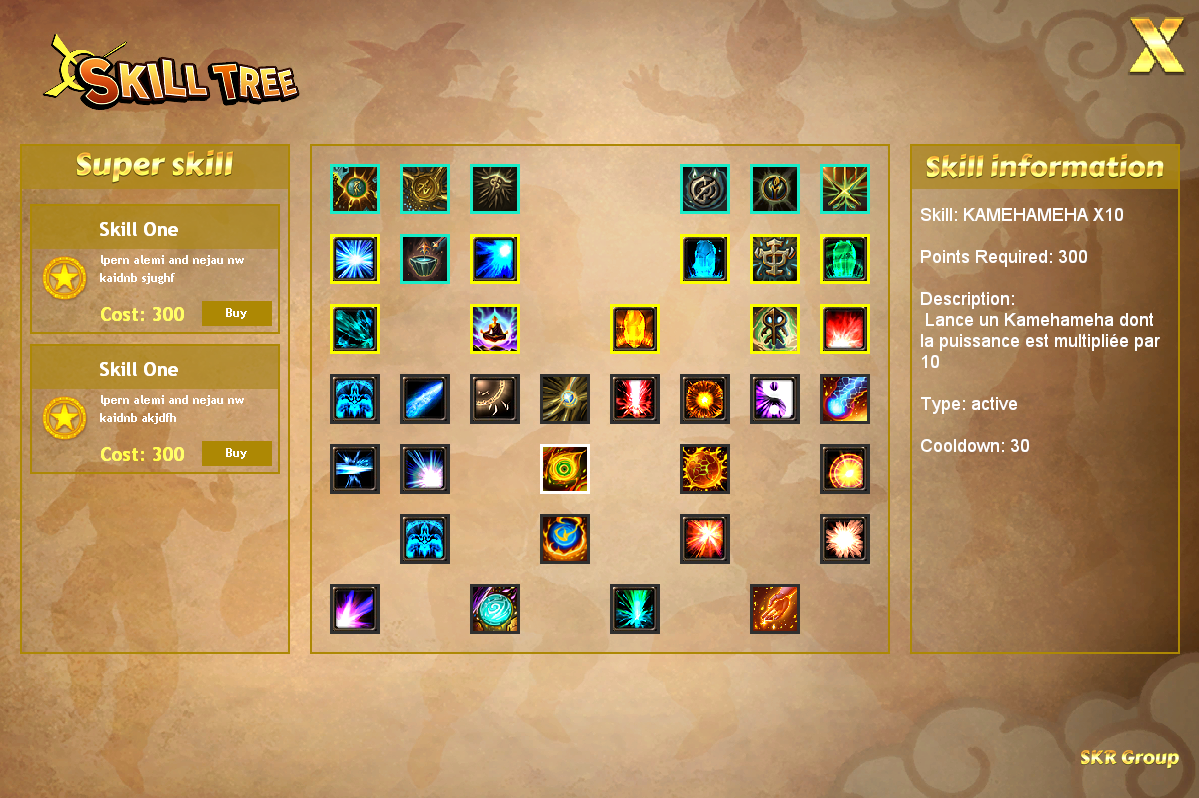 SKILL TREE
X
Super skill
Skill One
lpern alemi and nejau nw
kaidnb sjughf
Cost: 300
Buy
Skill One
lpern alemi and nejau nw
kaidnb akjdfh
Cost: 300
Buy
Skill information
Skill: KAMEHAMEHA X10
Points Required: 300
Description:
Lance un Kamehameha dont
la puissance est multipliée par
10
Type: active
Cooldown: 30
SKR Group